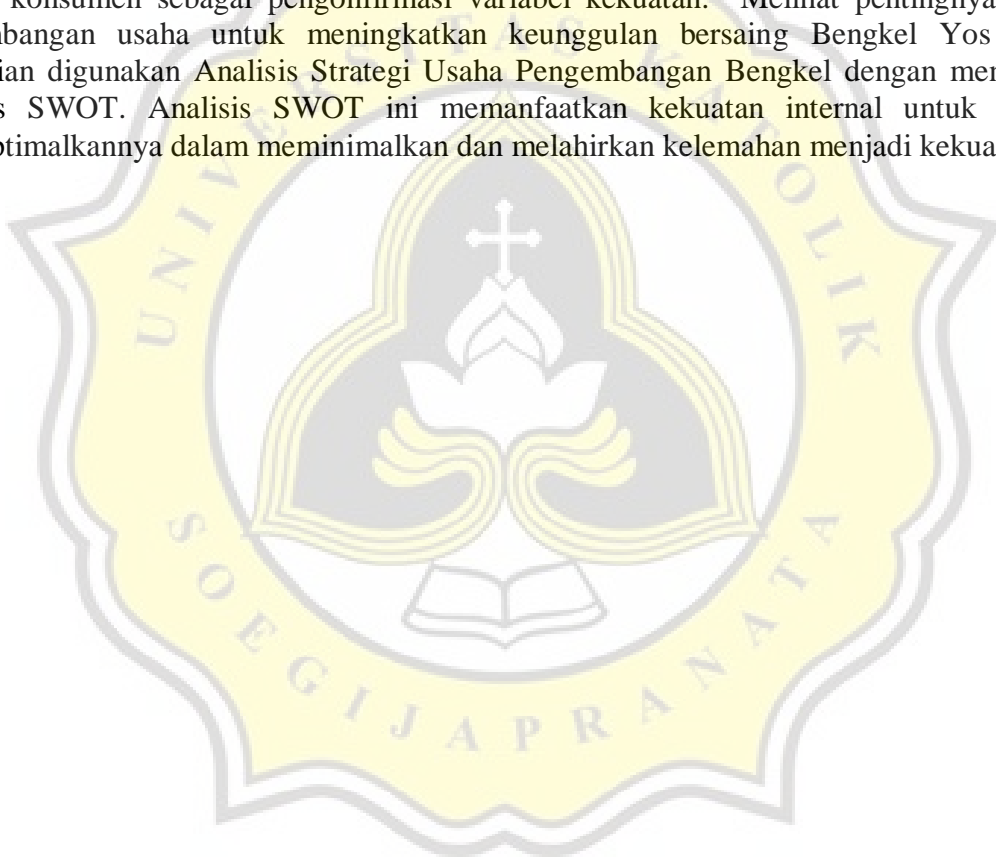 konsumen sebagai pengonfirmasi variabel kekuatan. Melihat pentingnya
mbangan usaha untuk meningkatkan keunggulan bersaing Bengkel Yos
ian digunakan Analisis Strategi Usaha Pengembangan Bengkel dengan men
s SWOT. Analisis SWOT ini memanfaatkan kekuatan internal untuk
ptimalkannya dalam meminimalkan dan melahirkan kelemahan menjadi kekua
UNIVERSITAS KATOLIK
SOEGIJAPRANATA